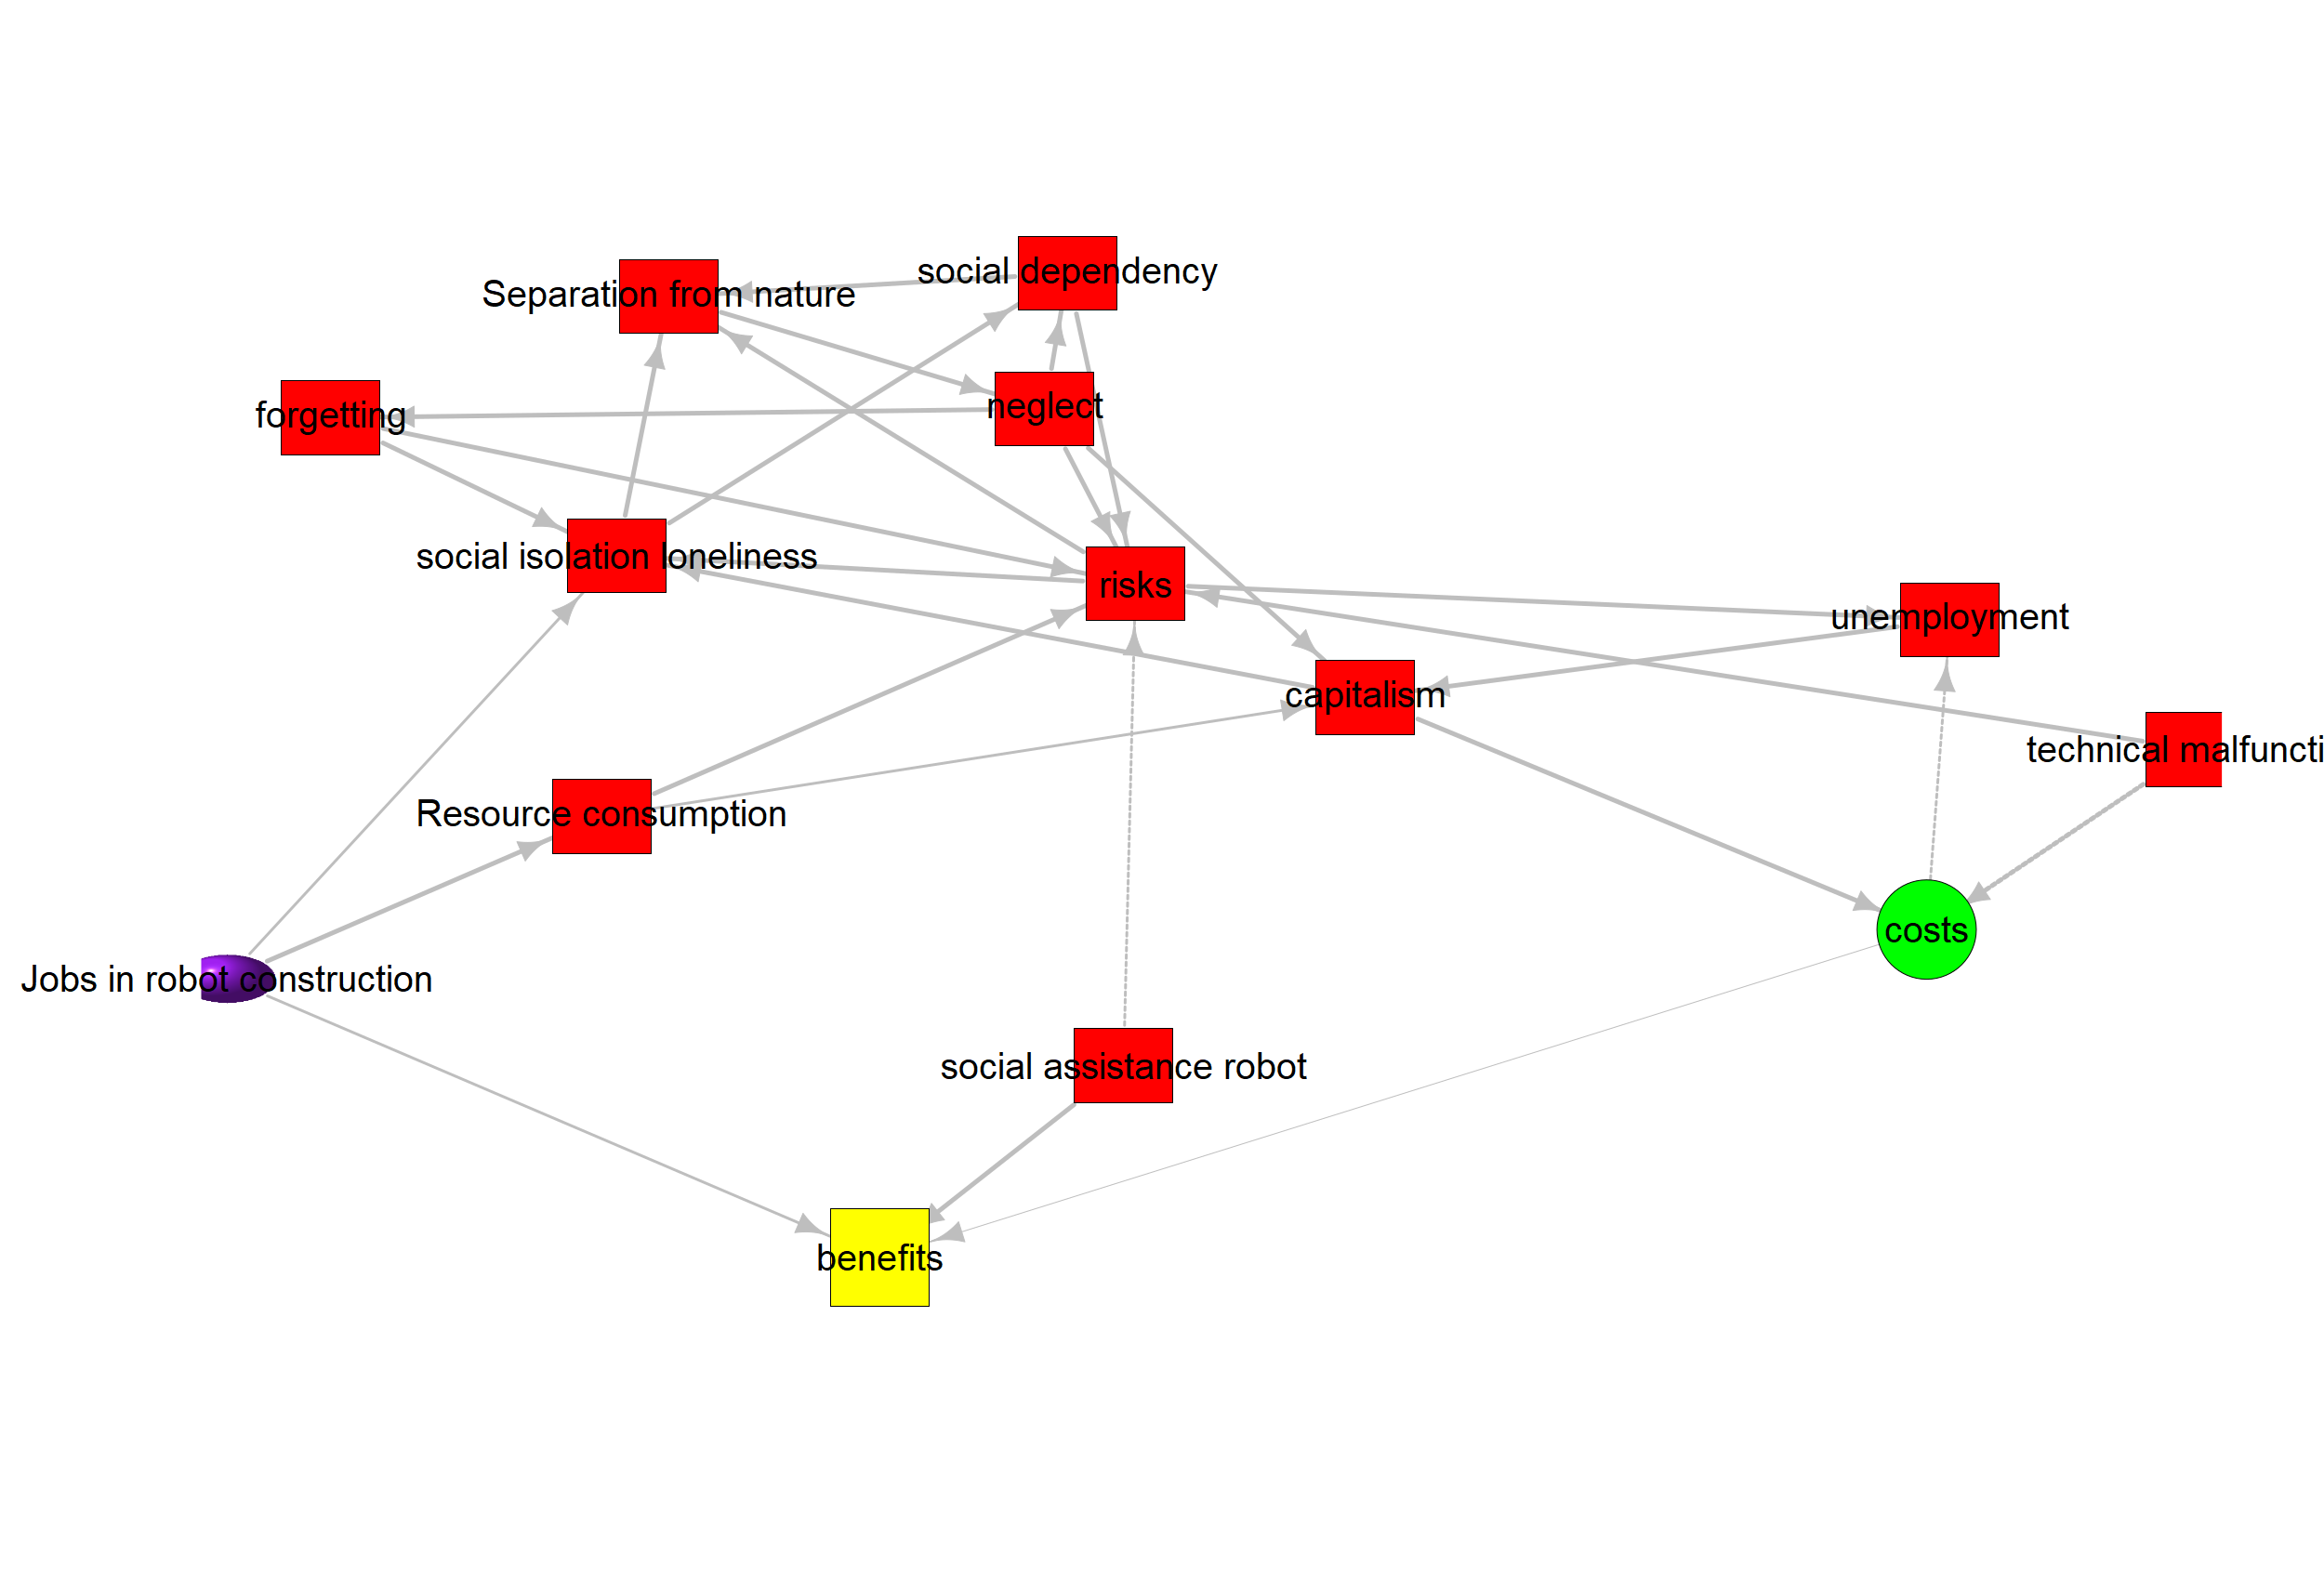 social dependency
Separation from nature
neglect
forgetting
social isolation loneliness
risks
unemployment
capitalism
technical malfuncti
Resource consumption
costs
Jobs in robot construction
social assistance robot
benefits